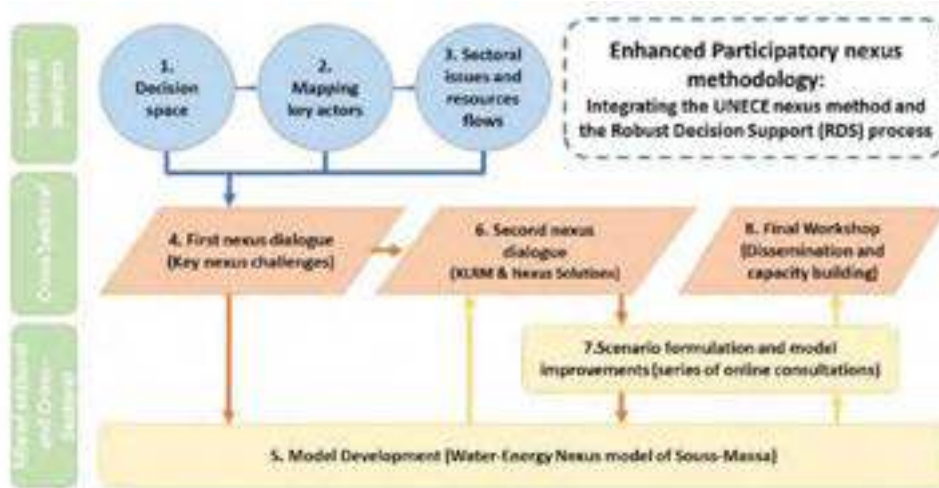 1.
Decision
space
2.
Mapping
key actors
3. Sectoral
issues and
resources
flows
Enhanced Participatory nexus
methodology:
Integrating the UNECE nexus method and
the Robust Decision Support (RDS) process
4. First nexus dialogue
(Key nexus challenges)
6. Second nexus
dialogue
(XLRM & Nexus Solutions)
8. Final Workshop
(Dissemination and
capacity building)
7.Scenario formulation and model
improvements (series of online consultations)
5. Model Development (Water-Energy Nexus model of Souss-Massa)